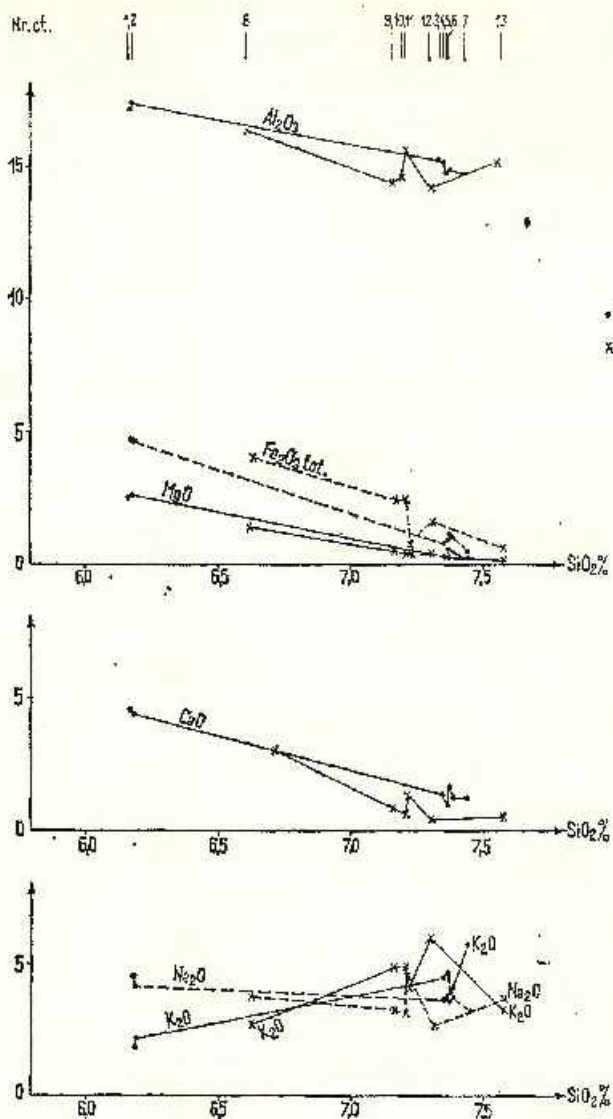 Nr. crt.
1,2 8 9 10 11 12 3,4 5,6 7 13
Al₂O₃
15
10
5
Fe₂O₃ tot.
MgO
0
6,0 6,5 7,0 7,5 SiO₂%
5
CaO
0
6,0 6,5 7,0 7,5 SiO₂%
5
Na₂O
K₂O
K₂O
K₂O
Na₂O
K₂O
0
6,0 6,5 7,0 7,5 SiO₂%